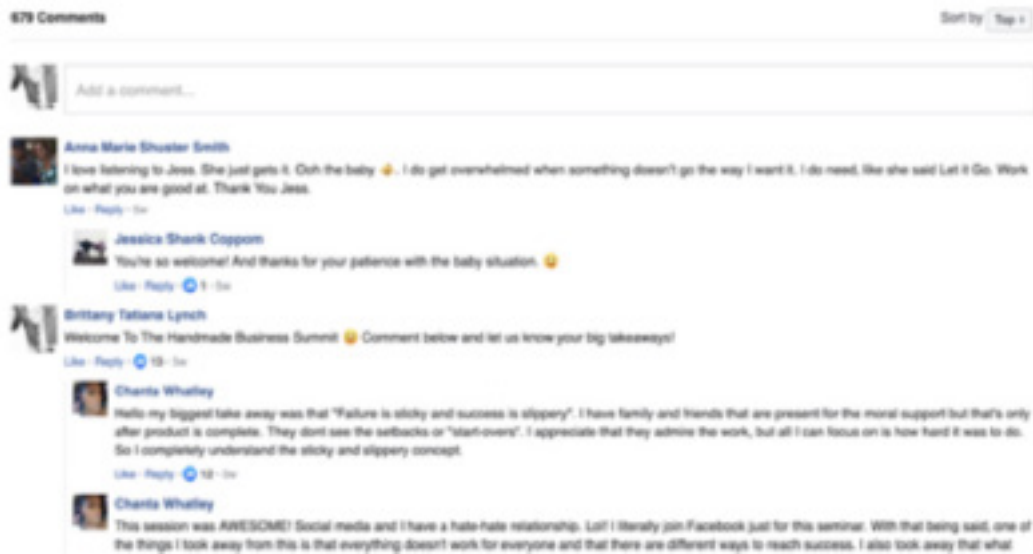 679 Comments
Sort by Top
Add a comment...
Anna Marie Shuster Smith
I love listening to Jess. She just gets it. Ooh the baby 👶. I do get overwhelmed when something doesn't go the way I want it. I do need, like she said Let it Go. Work
on what you are good at. Thank You Jess.
Like · Reply · 5w
Jessica Shank Coppom
You're so welcome! And thanks for your patience with the baby situation. 😀
Like · Reply · 1 · 5w
Brittany Tatiana Lynch
Welcome To The Handmade Business Summit 😀 Comment below and let us know your big takeaways!
Like · Reply · 13 · 5w
Chanta Whatley
Hello my biggest take away was that "Failure is sticky and success is slippery". I have family and friends that are present for the moral support but that's only
after product is complete. They dont see the setbacks or "start-overs". I appreciate that they admire the work, but all I can focus on is how hard it was to do.
So I completely understand the sticky and slippery concept.
Like · Reply · 12
Chanta Whatley
This session was AWESOME! Social media and I have a hate-hate relationship. Lol! I literally join Facebook just for this seminar. With that being said, one of
the things I took away from this is that everything doesn't work for everyone and that there are different ways to reach success. I also took away that what